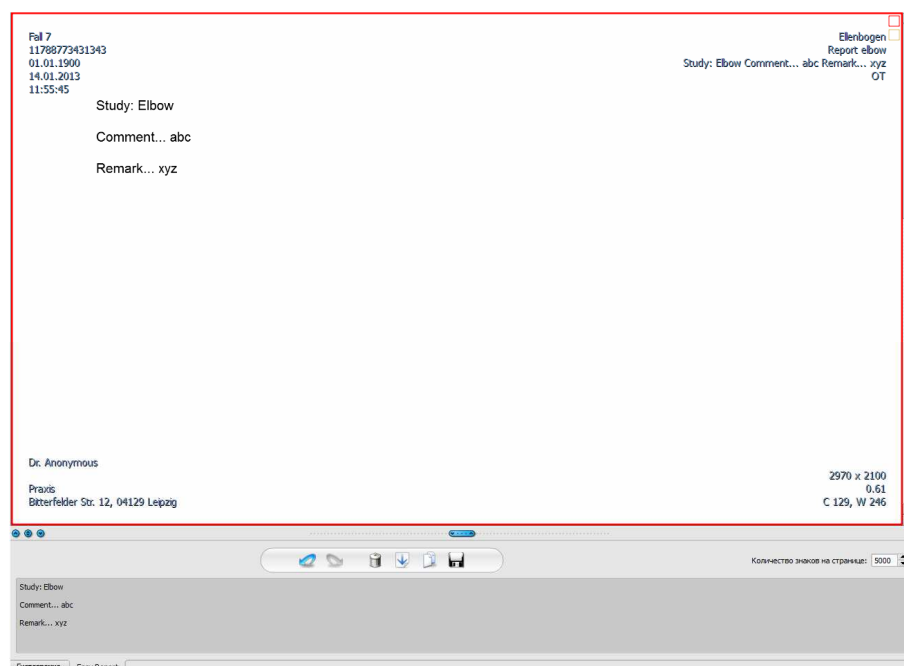 Fall 7
11788773431343
01.01.1900
14.01.2013
11:55:45
Ellenbogen
Report elbow
Study: Elbow Comment... abc Remark... xyz
OT
Study: Elbow
Comment... abc
Remark... xyz
Dr. Anonymous
Praxis
Bitterfelder Str. 12, 04129 Leipzig
2970 x 2100
0.61
C 129, W 246
Количество знаков на странице: 5000
Study: Elbow
Comment... abc
Remark... xyz